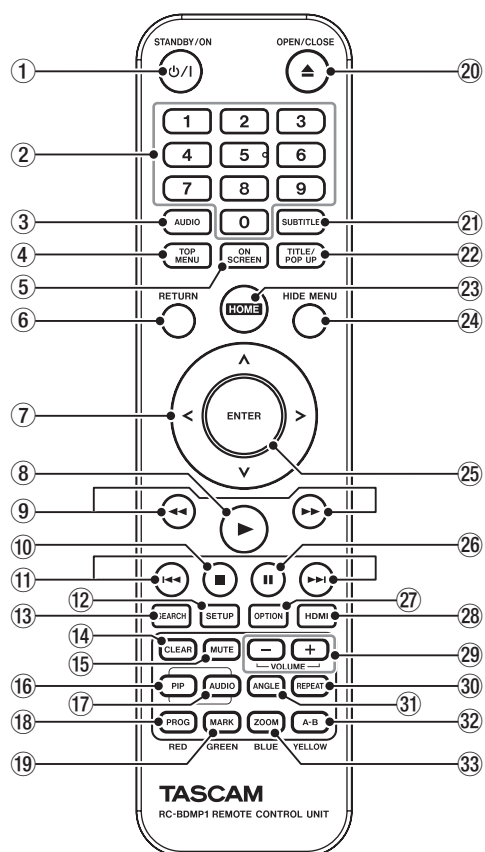 STANDBY/ON OPEN/CLOSE
1 ⏻/I 20
1 2 3
2 4 5 6
7 8 9
3 AUDIO 0 SUBTITLE 21
4 TOP MENU ON SCREEN TITLE/ POP UP 22
5 23
RETURN HOME HIDE MENU
6 24
7 ENTER
8 25
9
10 26
11
12 27
13 SEARCH SETUP OPTION HDMI 28
14 CLEAR MUTE − + 29
15 VOLUME
16 PIP AUDIO ANGLE REPEAT 30
17 31
18 PROG MARK ZOOM A-B 32
RED GREEN BLUE YELLOW
19 33
TASCAM
RC-BDMP1 REMOTE CONTROL UNIT